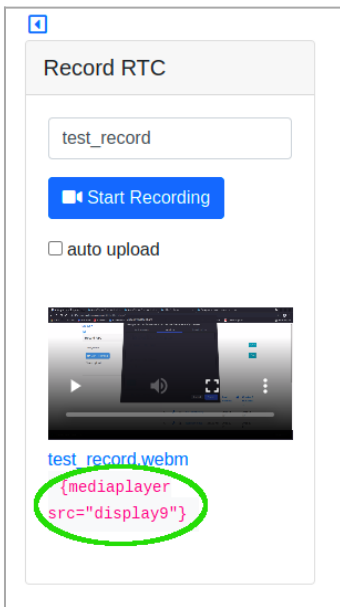 Record RTC
test_record
Start Recording
auto upload
test_record.webm
{mediaplayer
src="display9"}